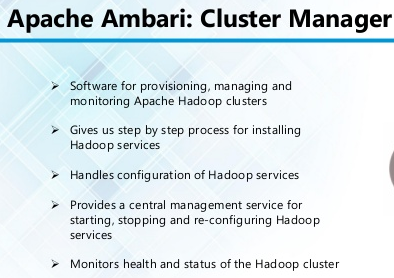 Apache Ambari: Cluster Manager
➢ Software for provisioning, managing and
monitoring Apache Hadoop clusters
➢ Gives us step by step process for installing
Hadoop services
➢ Handles configuration of Hadoop services
➢ Provides a central management service for
starting, stopping and re-configuring Hadoop
services
➢ Monitors health and status of the Hadoop cluster